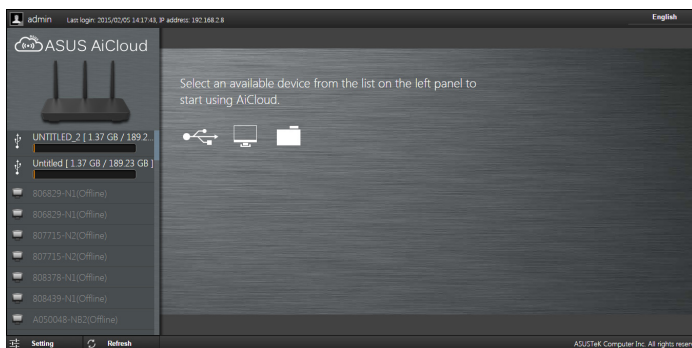 admin Last login: 2015/02/05 14:17:43, IP address: 192.168.2.8 English
ASUS AiCloud
Select an available device from the list on the left panel to
start using AiCloud.
UNTITLED_2 [ 1.37 GB / 189.2...
Untitled [ 1.37 GB / 189.23 GB ]
806829-N1(Offline)
806829-N1(Offline)
807715-N2(Offline)
807715-N2(Offline)
808378-N1(Offline)
808439-N1(Offline)
A050048-NB2(Offline)
Setting Refresh ASUSTeK Computer Inc. All rights reser